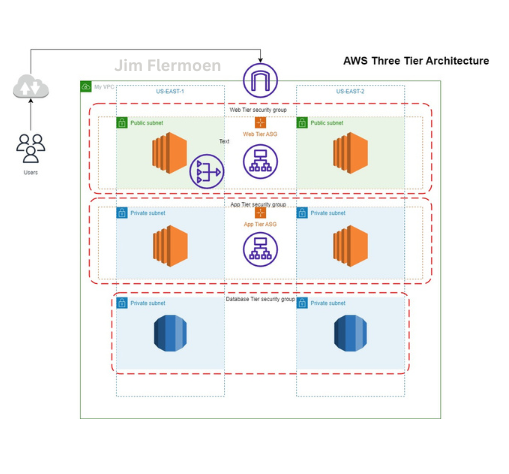 AWS Three Tier Architecture
Jim Flermoen
My VPC
US-EAST-1
US-EAST-2
Web Tier security group
Public subnet
Public subnet
Web Tier ASG
Text
Users
App Tier security group
Private subnet
Private subnet
App Tier ASG
Database Tier security group
Private subnet
Private subnet